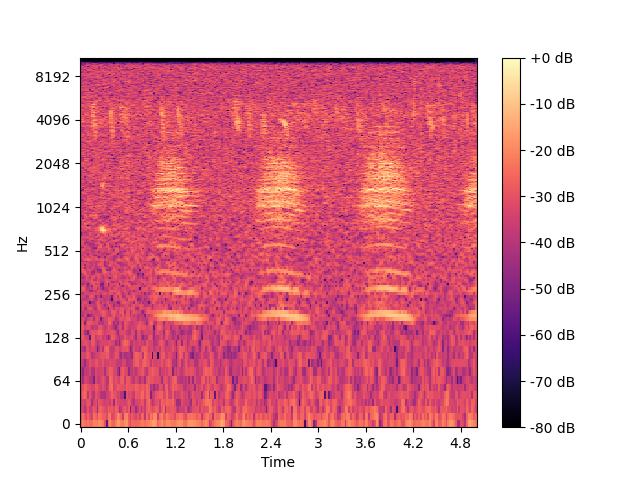 8192
4096
2048
1024
512
256
128
64
0
Hz
0
0.6
1.2
1.8
2.4
3
3.6
4.2
4.8
Time
+0 dB
-10 dB
-20 dB
-30 dB
-40 dB
-50 dB
-60 dB
-70 dB
-80 dB